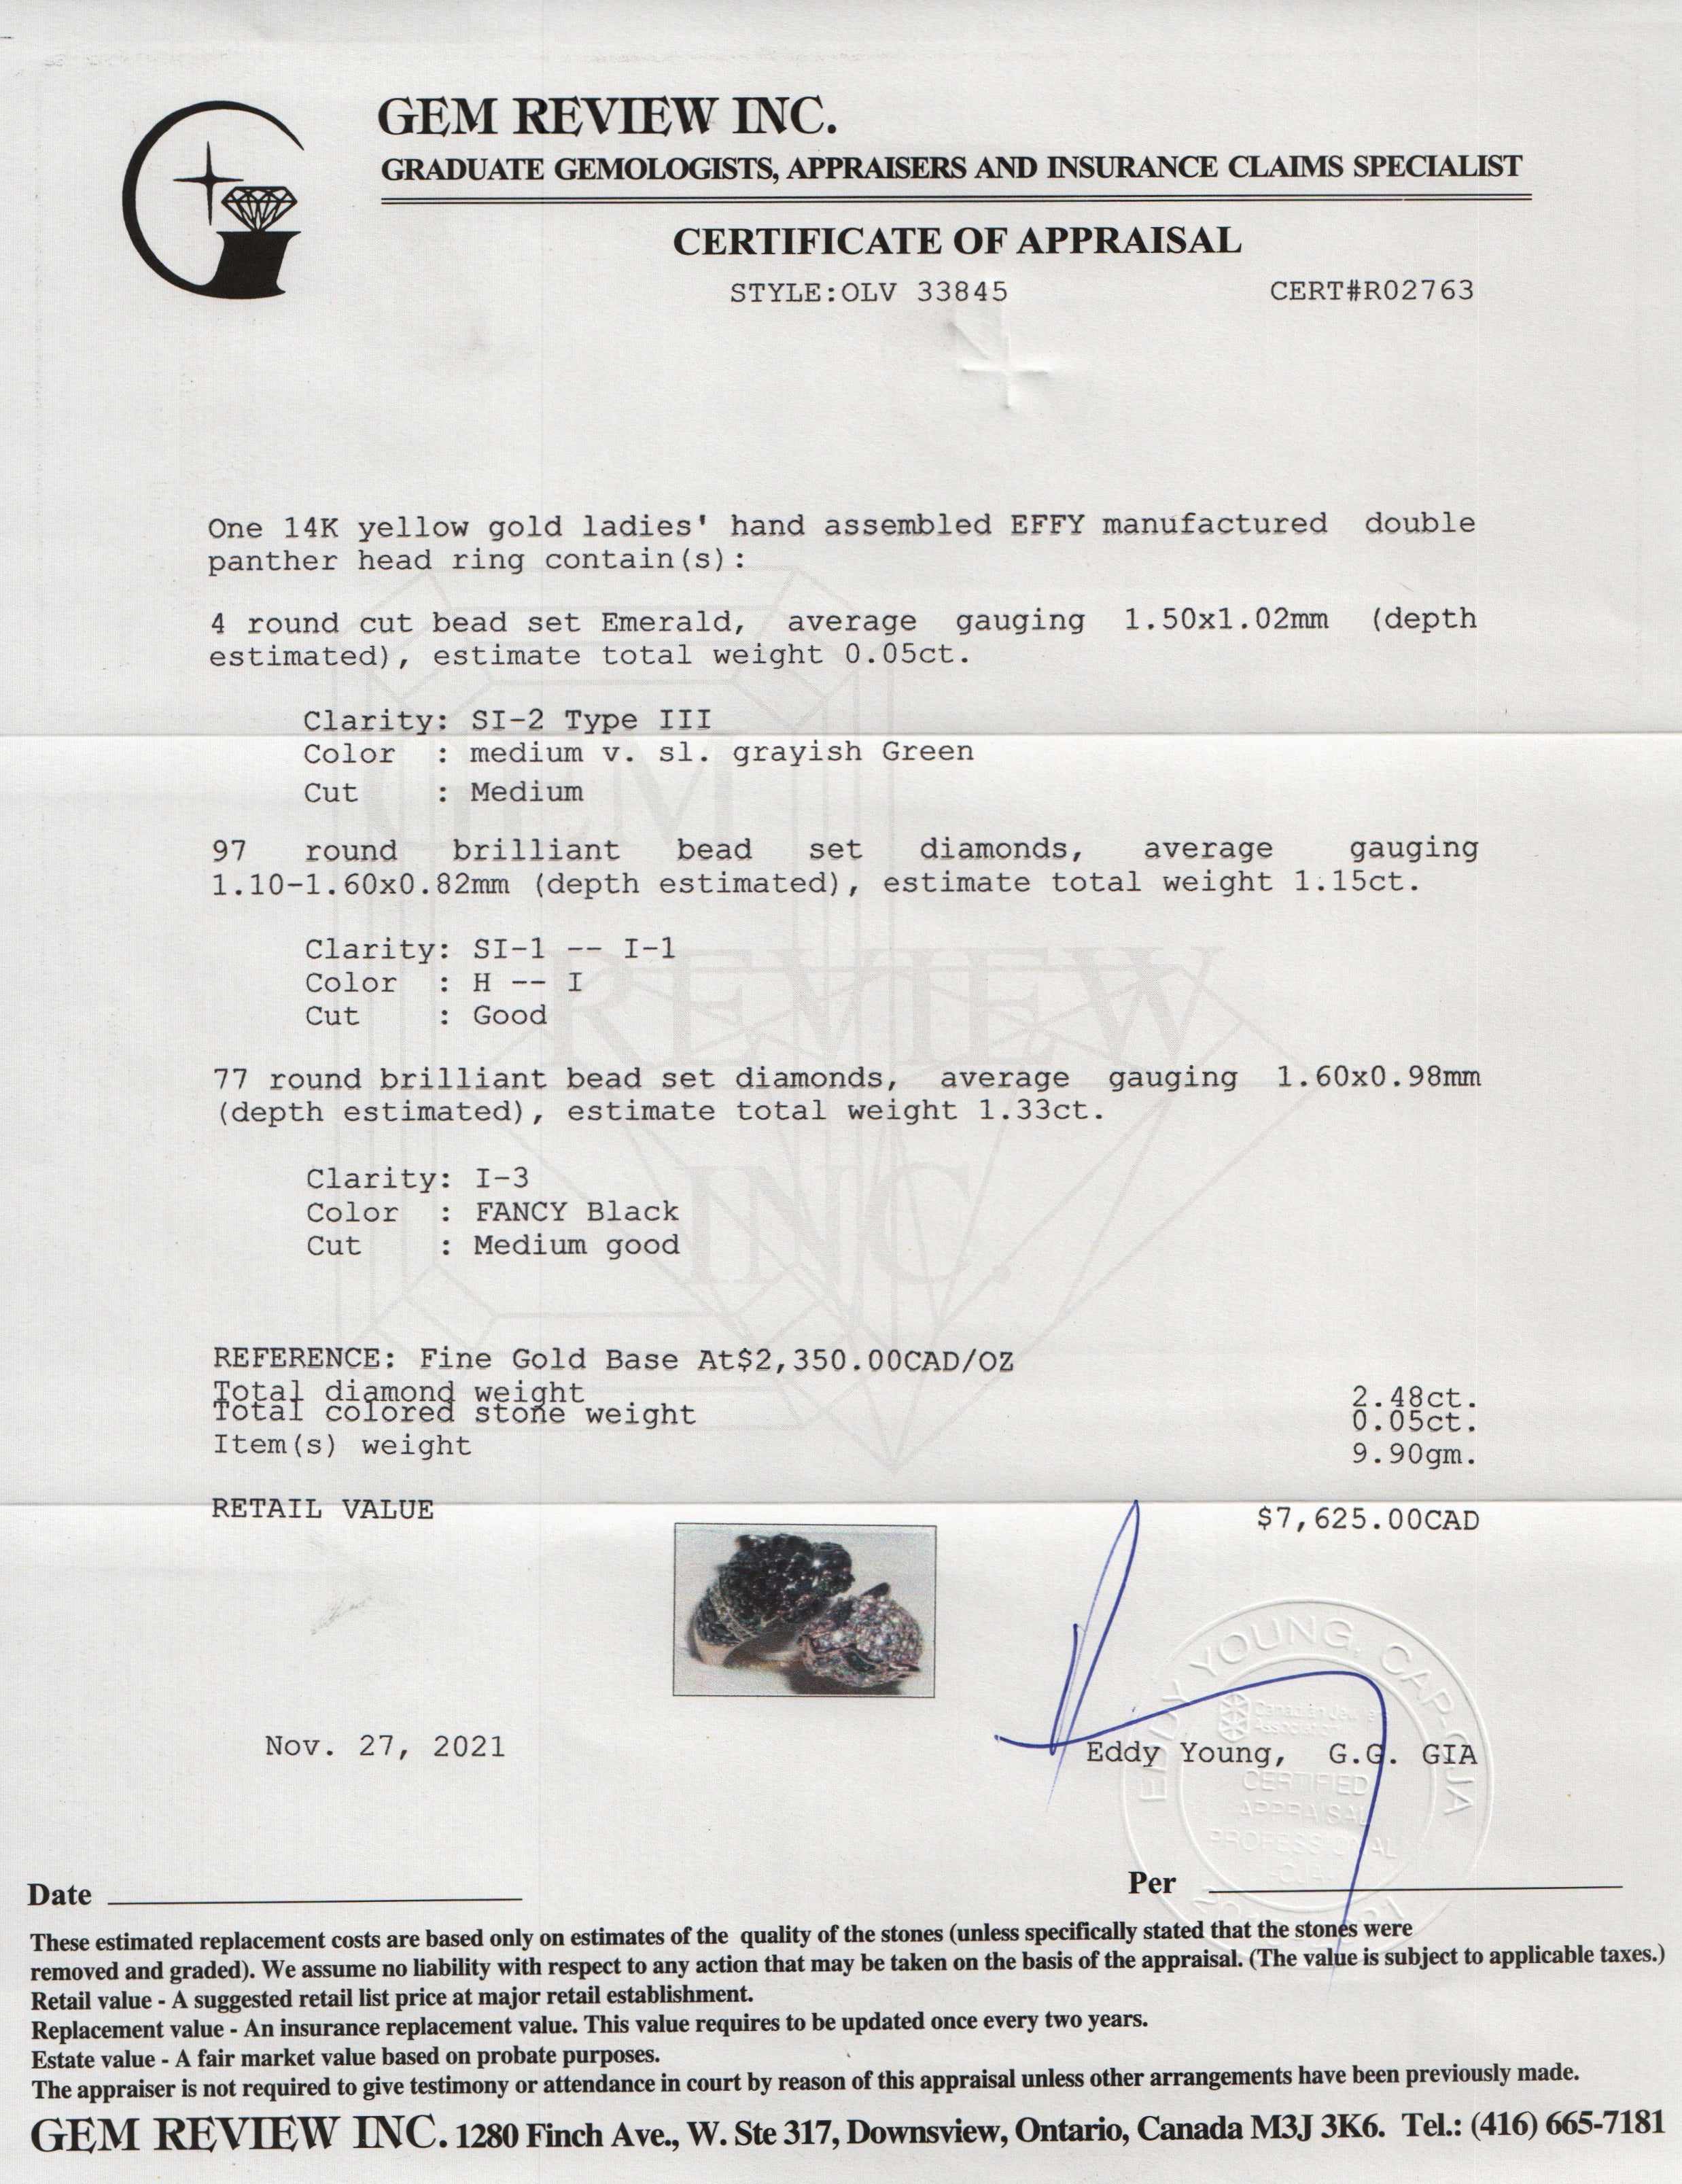 GEM REVIEW INC.
GRADUATE GEMOLOGISTS, APPRAISERS AND INSURANCE CLAIMS SPECIALIST
CERTIFICATE OF APPRAISAL
STYLE:OLV 33845 CERT#R02763
One 14K yellow gold ladies' hand assembled EFFY manufactured double
panther head ring contain(s):
4 round cut bead set Emerald, average gauging 1.50x1.02mm (depth
estimated), estimate total weight 0.05ct.
Clarity: SI-2 Type III
Color : medium v. sl. grayish Green
Cut : Medium
97 round brilliant bead set diamonds, average gauging
1.10-1.60x0.82mm (depth estimated), estimate total weight 1.15ct.
Clarity: SI-1 -- I-1
Color : H -- I
Cut : Good
77 round brilliant bead set diamonds, average gauging 1.60x0.98mm
(depth estimated), estimate total weight 1.33ct.
Clarity: I-3
Color : FANCY Black
Cut : Medium good
GEM
REVIEW
INC.
REFERENCE: Fine Gold Base At$2,350.00CAD/OZ
Total diamond weight 2.48ct.
Total colored stone weight 0.05ct.
Item(s) weight 9.90gm.
RETAIL VALUE $7,625.00CAD
Nov. 27, 2021
Eddy Young, G.G. GIA
EDDY YOUNG, CAP-CJA
CERTIFIED
APPRAISAL
PROFESSIONAL
-CJA-
Date Per
These estimated replacement costs are based only on estimates of the quality of the stones (unless specifically stated that the stones were
removed and graded). We assume no liability with respect to any action that may be taken on the basis of the appraisal. (The value is subject to applicable taxes.)
Retail value - A suggested retail list price at major retail establishment.
Replacement value - An insurance replacement value. This value requires to be updated once every two years.
Estate value - A fair market value based on probate purposes.
The appraiser is not required to give testimony or attendance in court by reason of this appraisal unless other arrangements have been previously made.
GEM REVIEW INC. 1280 Finch Ave., W. Ste 317, Downsview, Ontario, Canada M3J 3K6. Tel.: (416) 665-7181